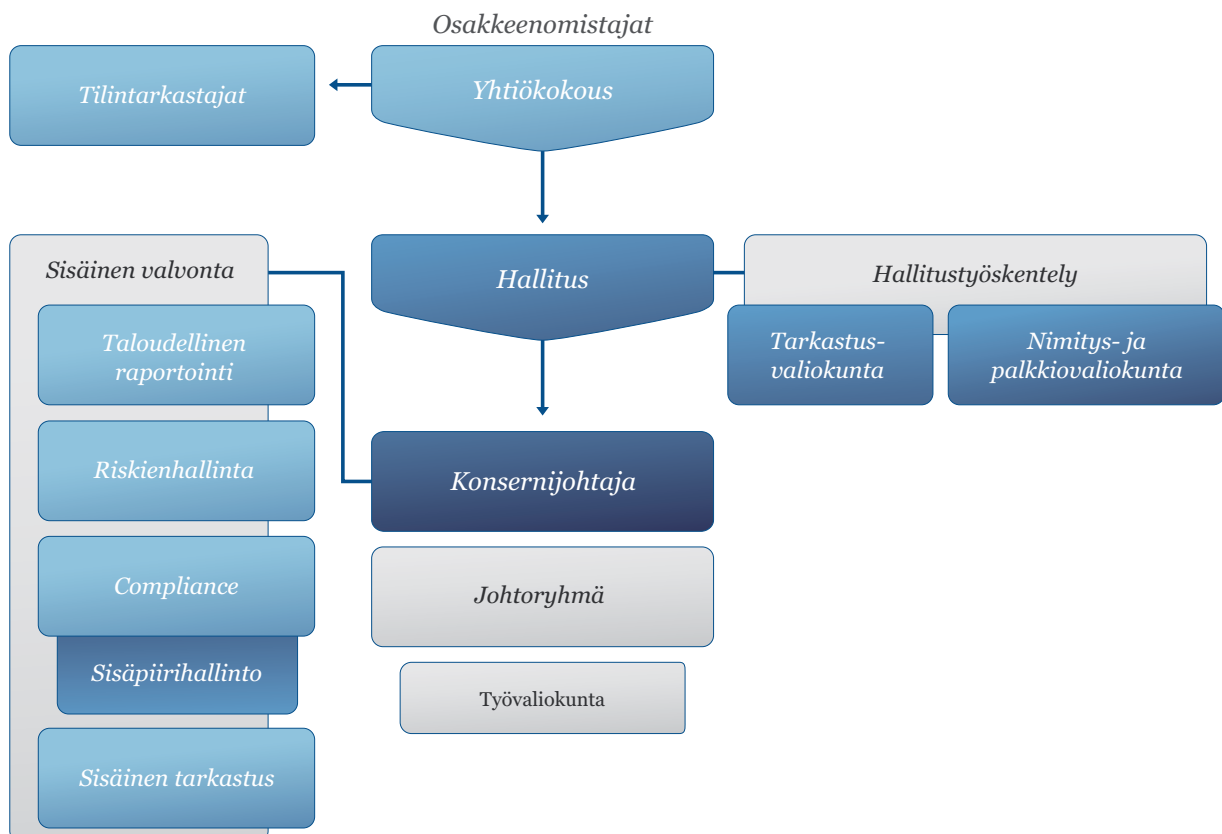 Osakkeenomistajat
Tilintarkastajat
Yhtiökokous
Sisäinen valvonta
Hallitus
Hallitustyöskentely
Taloudellinen
raportointi
Tarkastus-
valiokunta
Nimitys- ja
palkkiovaliokunta
Riskienhallinta
Konsernijohtaja
Compliance
Johtoryhmä
Sisäpiirihallinto
Työvaliokunta
Sisäinen tarkastus